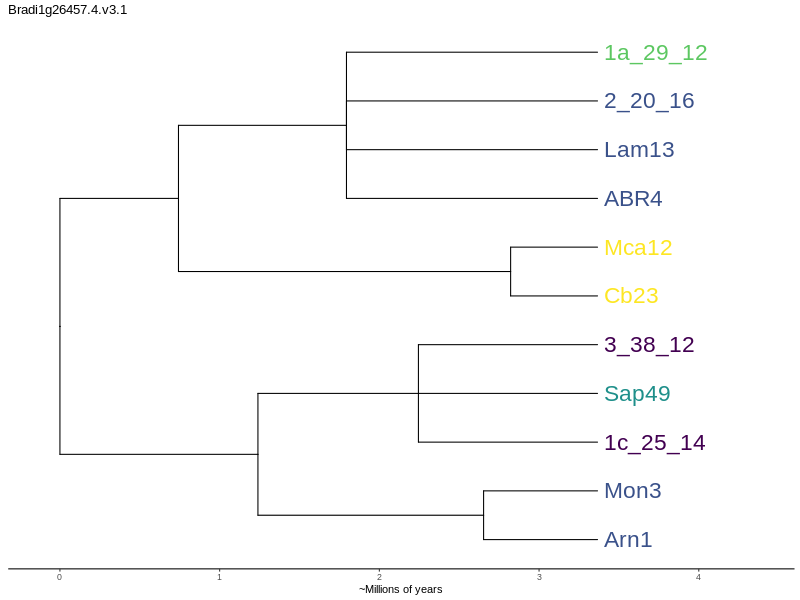 Bradi1g26457.4.v3.1
1a_29_12
2_20_16
Lam13
ABR4
Mca12
Cb23
3_38_12
Sap49
1c_25_14
Mon3
Arn1
0 1 2 3 4
~Millions of years